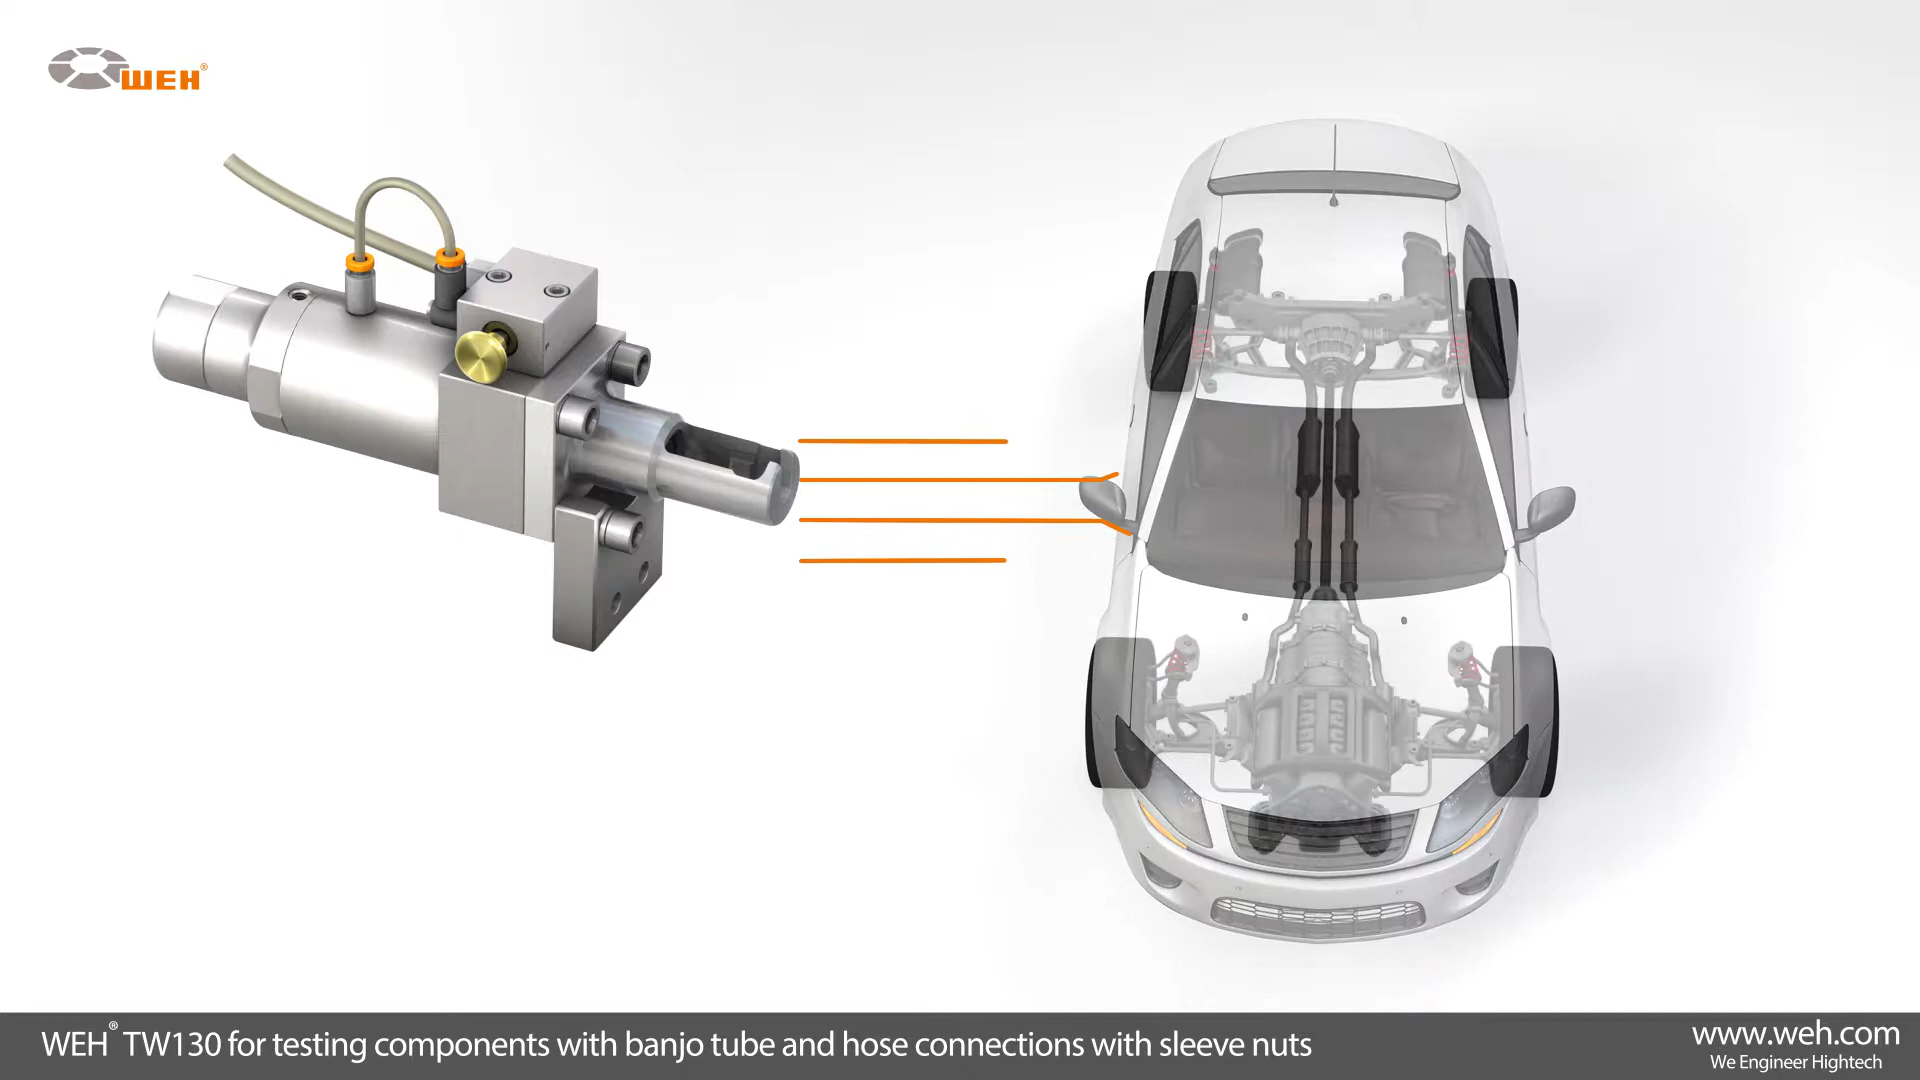 WEH®
WEH® TW130 for testing components with banjo tube and hose connections with sleeve nuts
www.weh.com
We Engineer Hightech